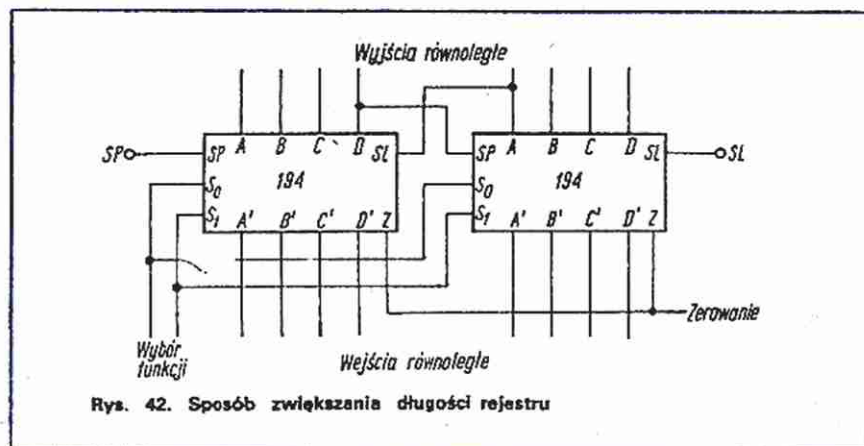 Wyjścia równoległe
A B C D
A B C D
SP SP SL
SP SL SL
S0 194
S0 194
S1 A' B' C' D' Z
S1 A' B' C' D' Z
Zerowanie
Wybór
funkcji
Wejścia równoległe
Rys. 42. Sposób zwiększania długości rejestru